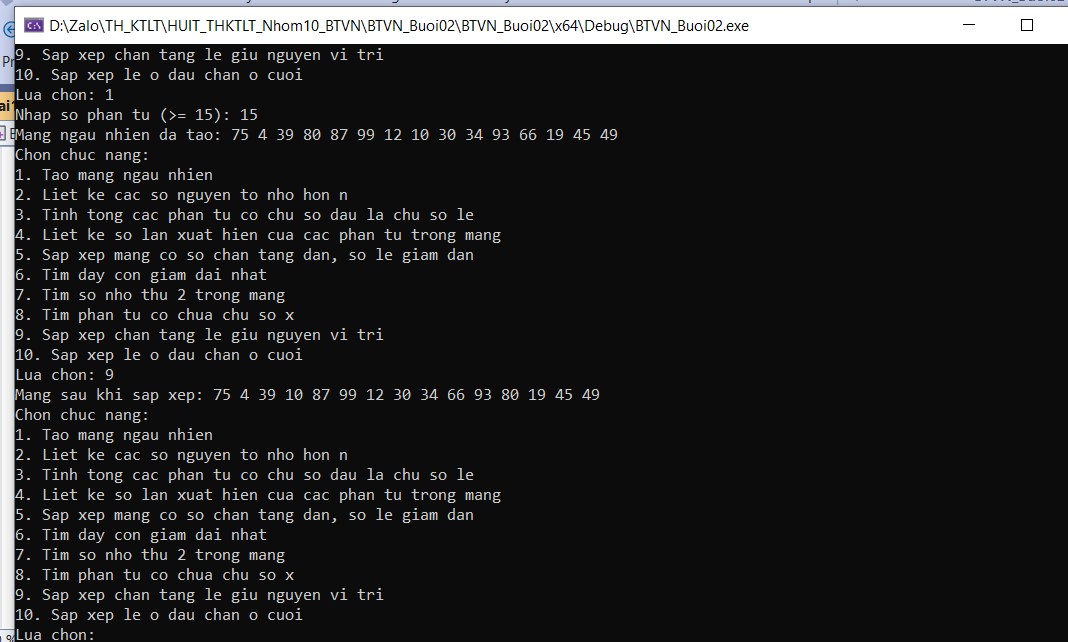 D:\Zalo\TH_KTLT\HUIT_THKTLT_Nhom10_BTVN\BTVN_Buoi02\BTVN_Buoi02\x64\Debug\BTVN_Buoi02.exe
9. Sap xep chan tang le giu nguyen vi tri
10. Sap xep le o dau chan o cuoi
Lua chon: 1
Nhap so phan tu (>= 15): 15
Mang ngau nhien da tao: 75 4 39 80 87 99 12 10 30 34 93 66 19 45 49
Chon chuc nang:
1. Tao mang ngau nhien
2. Liet ke cac so nguyen to nho hon n
3. Tinh tong cac phan tu co chu so dau la chu so le
4. Liet ke so lan xuat hien cua cac phan tu trong mang
5. Sap xep mang co so chan tang dan, so le giam dan
6. Tim day con giam dai nhat
7. Tim so nho thu 2 trong mang
8. Tim phan tu co chua chu so x
9. Sap xep chan tang le giu nguyen vi tri
10. Sap xep le o dau chan o cuoi
Lua chon: 9
Mang sau khi sap xep: 75 4 39 10 87 99 12 30 34 66 93 80 19 45 49
Chon chuc nang:
1. Tao mang ngau nhien
2. Liet ke cac so nguyen to nho hon n
3. Tinh tong cac phan tu co chu so dau la chu so le
4. Liet ke so lan xuat hien cua cac phan tu trong mang
5. Sap xep mang co so chan tang dan, so le giam dan
6. Tim day con giam dai nhat
7. Tim so nho thu 2 trong mang
8. Tim phan tu co chua chu so x
9. Sap xep chan tang le giu nguyen vi tri
10. Sap xep le o dau chan o cuoi
Lua chon: